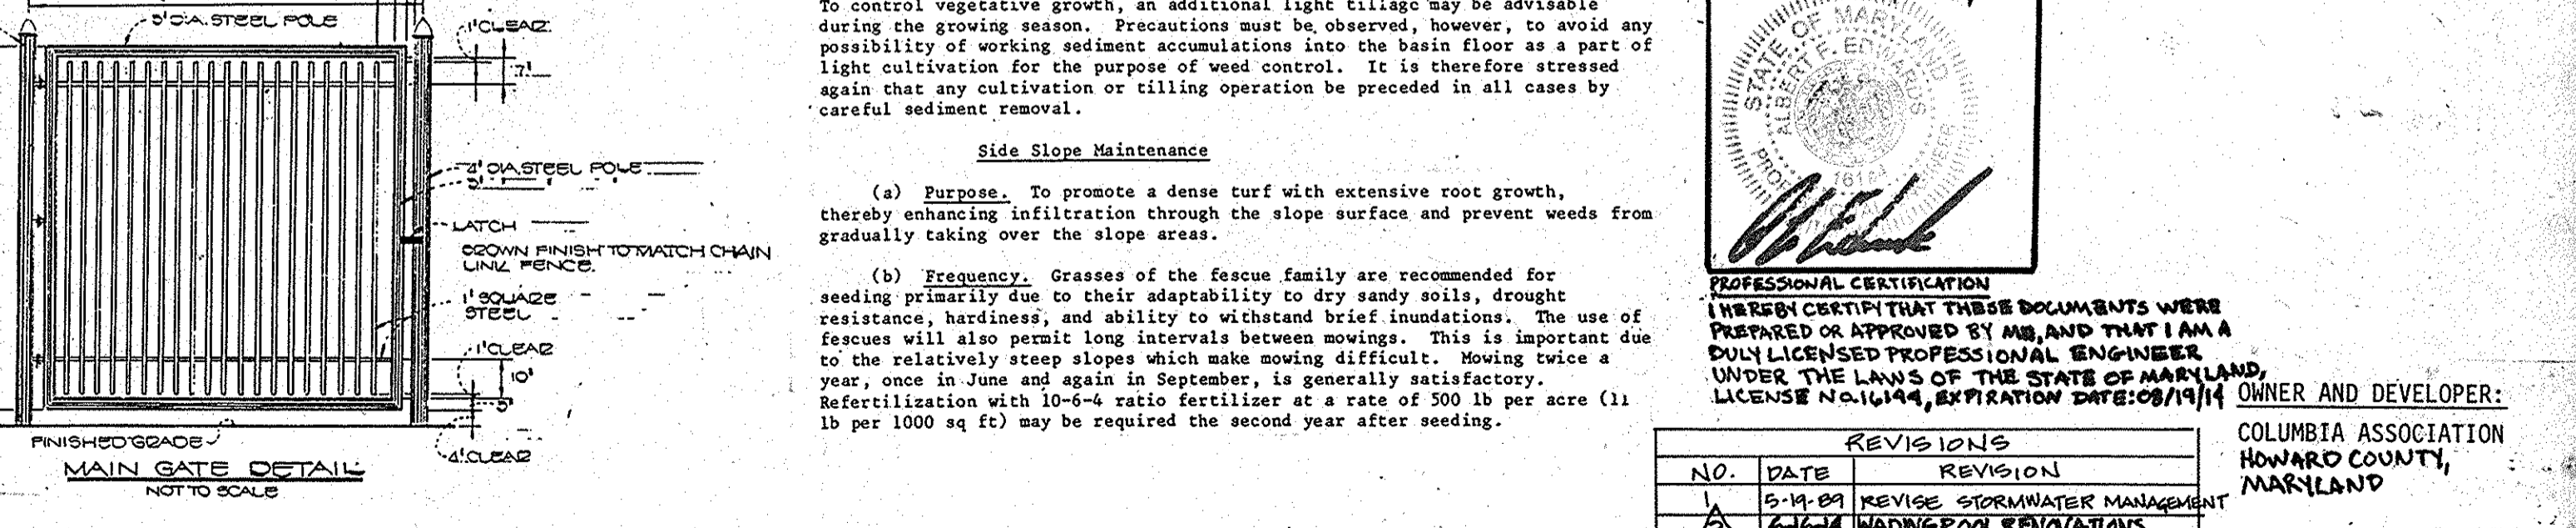 3" DIA. STEEL POLE
1" CLEAR
7"
4" DIA. STEEL POLE
3" " "
LATCH
BROWN FINISH TO MATCH CHAIN
LINK FENCE.
1" SQUARE
STEEL
1" CLEAR
10"
3"
FINISHED GRADE
4" CLEAR
MAIN GATE DETAIL
NOT TO SCALE
To control vegetative growth, an additional light tillage may be advisable
during the growing season. Precautions must be observed, however, to avoid any
possibility of working sediment accumulations into the basin floor as a part of
light cultivation for the purpose of weed control. It is therefore stressed
again that any cultivation or tilling operation be preceded in all cases by
careful sediment removal.
Side Slope Maintenance
(a) Purpose. To promote a dense turf with extensive root growth,
thereby enhancing infiltration through the slope surface and prevent weeds from
gradually taking over the slope areas.
(b) Frequency. Grasses of the fescue family are recommended for
seeding primarily due to their adaptability to dry sandy soils, drought
resistance, hardiness, and ability to withstand brief inundations. The use of
fescues will also permit long intervals between mowings. This is important due
to the relatively steep slopes which make mowing difficult. Mowing twice a
year, once in June and again in September, is generally satisfactory.
Refertilization with 10-6-4 ratio fertilizer at a rate of 500 lb per acre (11
lb per 1000 sq ft) may be required the second year after seeding.
STATE OF MARYLAND
ALBERT F. EDWARDS
PROFESSIONAL CERTIFICATION
I HEREBY CERTIFY THAT THESE DOCUMENTS WERE
PREPARED OR APPROVED BY ME, AND THAT I AM A
DULY LICENSED PROFESSIONAL ENGINEER
UNDER THE LAWS OF THE STATE OF MARYLAND,
LICENSE NO. 16144, EXPIRATION DATE: 08/19/14
OWNER AND DEVELOPER:
COLUMBIA ASSOCIATION
HOWARD COUNTY,
MARYLAND
REVISIONS
NO. DATE REVISION
1 5-19-89 REVISE STORMWATER MANAGEMENT
WADING POOL RENOVATIONS